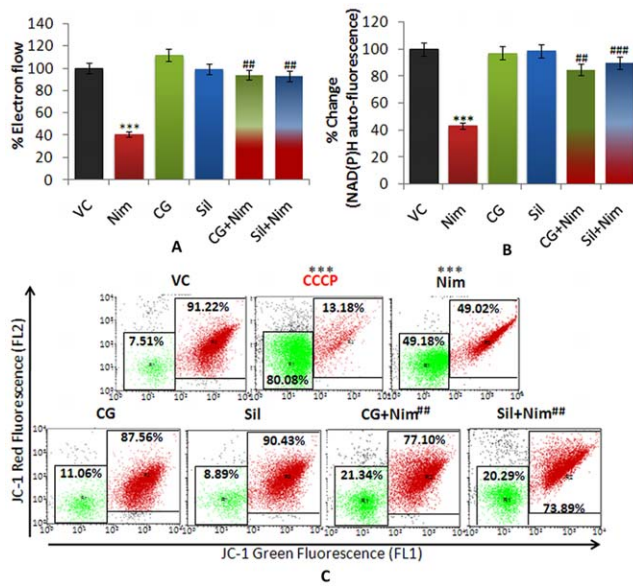 % Electron flow
120
100
80
60
40
20
0
***
##
##
VC
Nim
CG
Sil
CG+Nim
Sil+Nim
A
% Change
(NAD(P)H auto-fluorescence)
120
100
80
60
40
20
0
***
##
###
VC
Nim
CG
Sil
CG+Nim
Sil+Nim
B
JC-1 Red Fluorescence (FL2)
VC
***
CCCP
***
Nim
91.22%
7.51%
13.18%
80.08%
49.02%
49.18%
CG
Sil
CG+Nim##
Sil+Nim##
87.56%
11.06%
90.43%
8.89%
77.10%
21.34%
20.29%
73.89%
JC-1 Green Fluorescence (FL1)
C